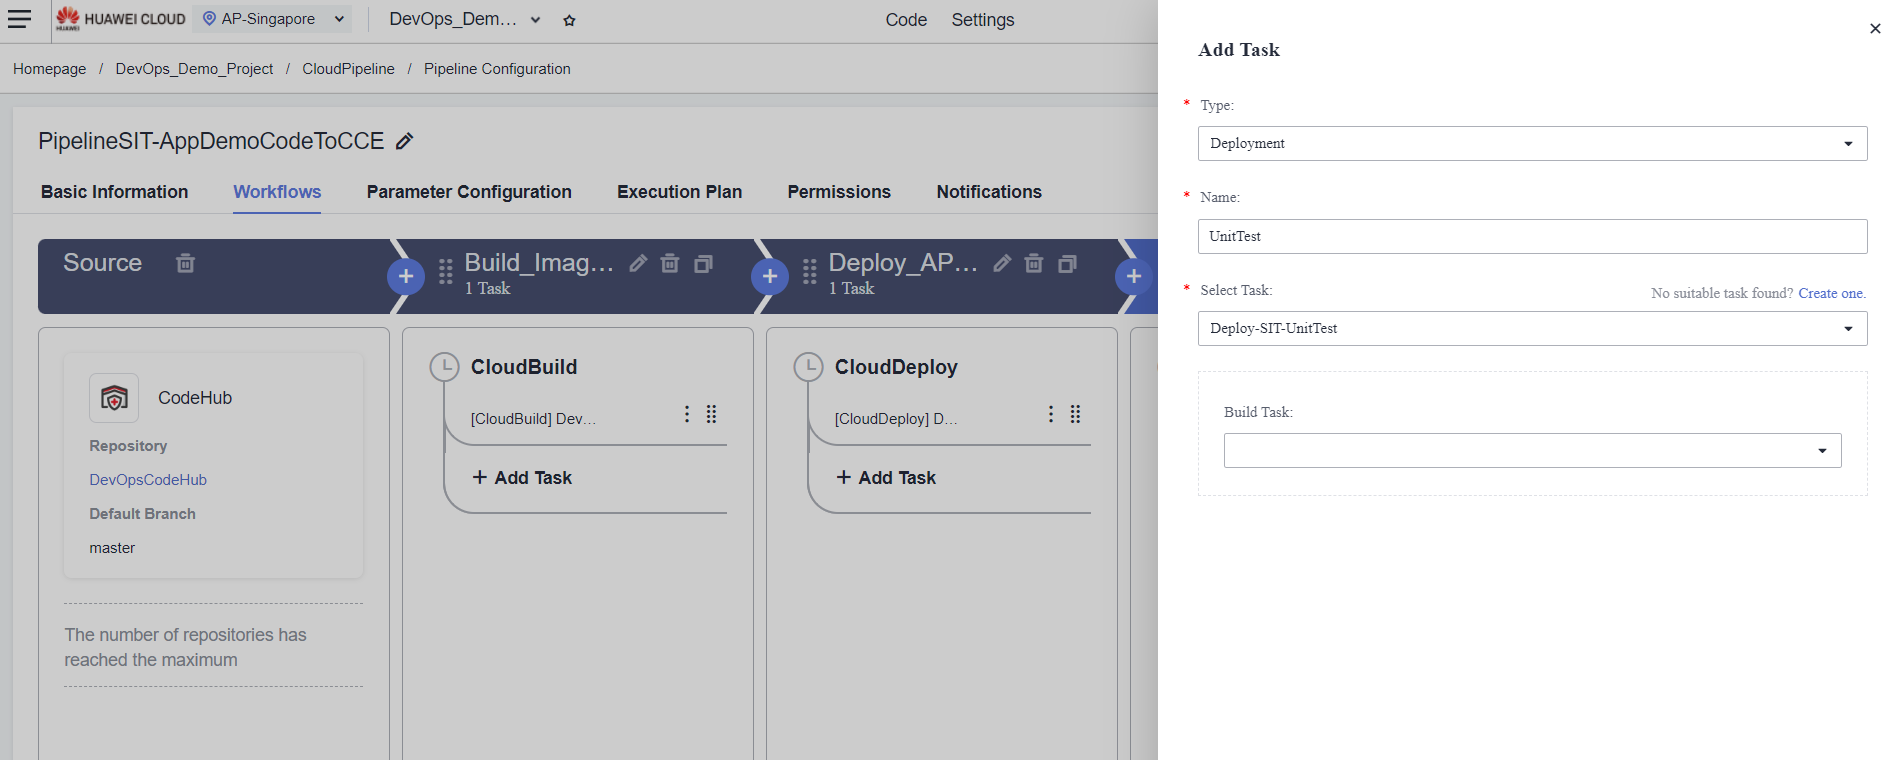 HUAWEI
HUAWEI CLOUD
AP-Singapore
DevOps_Dem...
Code
Settings
Homepage / DevOps_Demo_Project / CloudPipeline / Pipeline Configuration
PipelineSIT-AppDemoCodeToCCE
Basic Information
Workflows
Parameter Configuration
Execution Plan
Permissions
Notifications
Source
Build_Imag...
1 Task
Deploy_AP...
1 Task
CodeHub
Repository
DevOpsCodeHub
Default Branch
master
The number of repositories has
reached the maximum
CloudBuild
[CloudBuild] Dev...
+ Add Task
CloudDeploy
[CloudDeploy] D...
+ Add Task
Add Task
* Type:
Deployment
* Name:
UnitTest
* Select Task:
No suitable task found? Create one.
Deploy-SIT-UnitTest
Build Task: